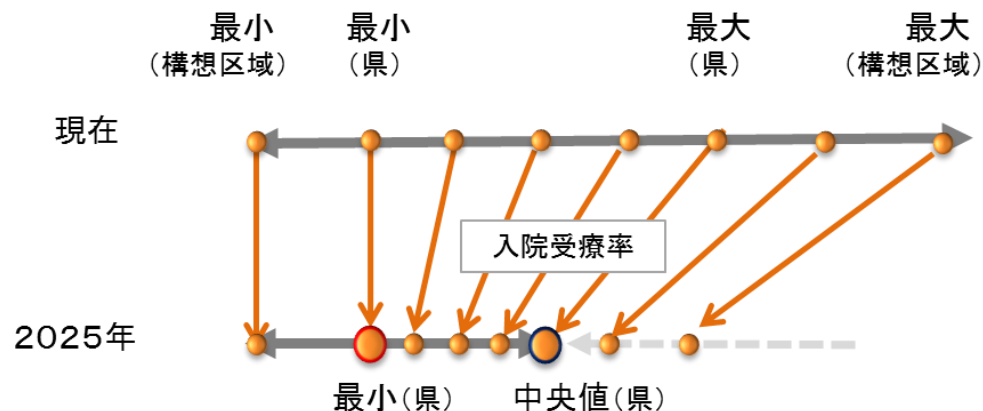 最小
(構想区域)
最小
(県)
最大
(県)
最大
(構想区域)
現在
入院受療率
2025年
最小(県)
中央値(県)